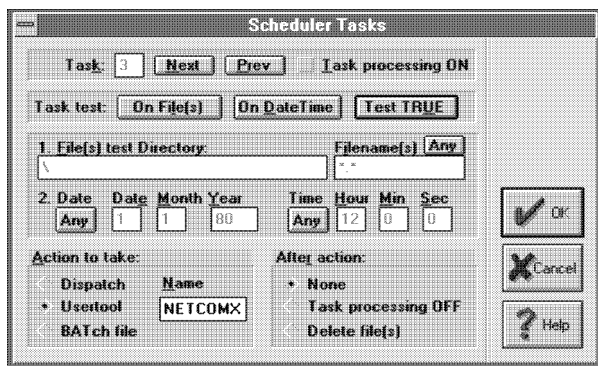 Scheduler Tasks
Task: 3 Next Prev Task processing ON
Task test: On File(s) On DateTime Test TRUE
1. File(s) test Directory: Filename(s) Any
\ *.*
2. Date Date Month Year Time Hour Min Sec
Any 1 1 80 Any 12 0 0
OK
Action to take: After action:
Cancel
Dispatch Name None
Usertool NETCOMX Task processing OFF
BATch file Delete file(s)
Help